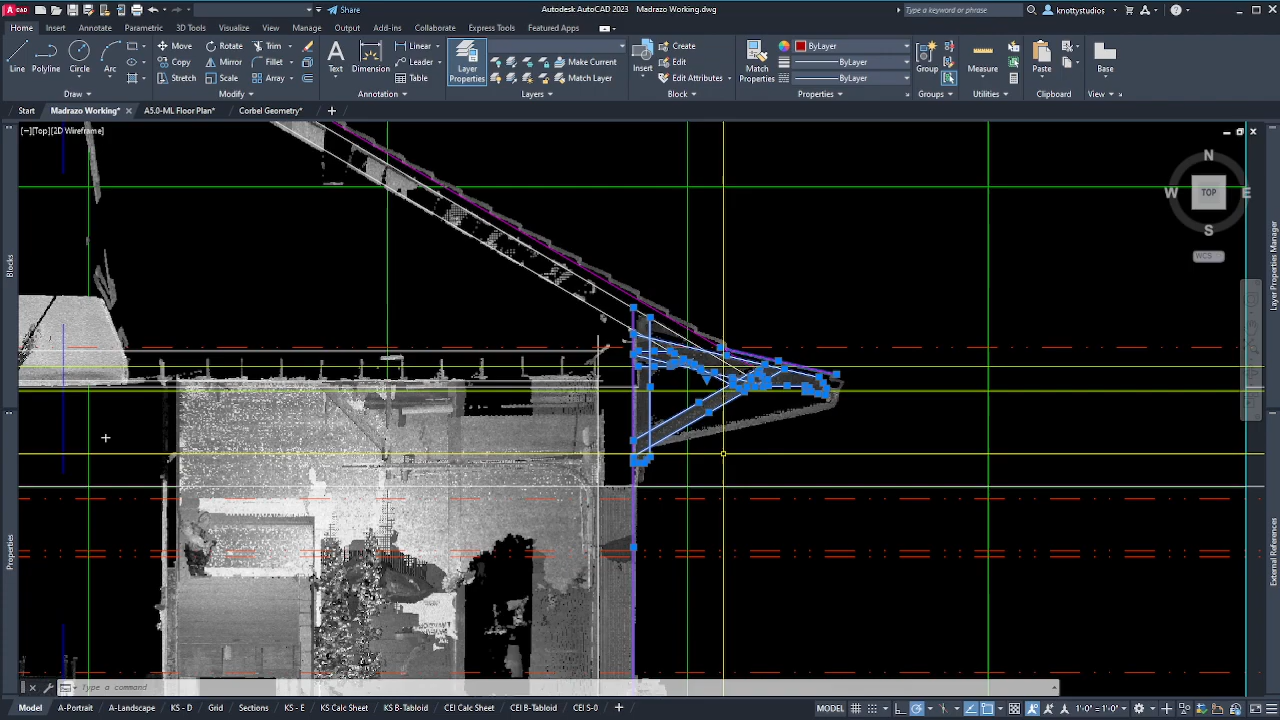 CAD Share Autodesk AutoCAD 2023 Madrazo Working.dwg Type a keyword or phrase knottystudios
Home Insert Annotate Parametric 3D Tools Visualize View Manage Output Add-ins Collaborate Express Tools Featured Apps
Line Polyline Circle Arc
Move Rotate Trim
Copy Mirror Fillet
Stretch Scale Array
Text Dimension
Linear
Leader
Table
Layer Properties
Make Current
Match Layer
Insert
Create
Edit
Edit Attributes
Match Properties
ByLayer
ByLayer
ByLayer
Group Measure Paste Base
Draw Modify Annotation Layers Block Properties Groups Utilities Clipboard View
Start Madrazo Working* A5.0-ML Floor Plan* Corbel Geometry*
[−][Top][2D Wireframe]
N
W TOP E
S
WCS
Blocks
Properties
Layer Properties Manager
External References
Type a command
Model A-Portrait A-Landscape KS - D Grid Sections KS - E KS Calc Sheet KS B-Tabloid CEI Calc Sheet CEI B-Tabloid CEI S-0 MODEL 1'-0" = 1'-0"